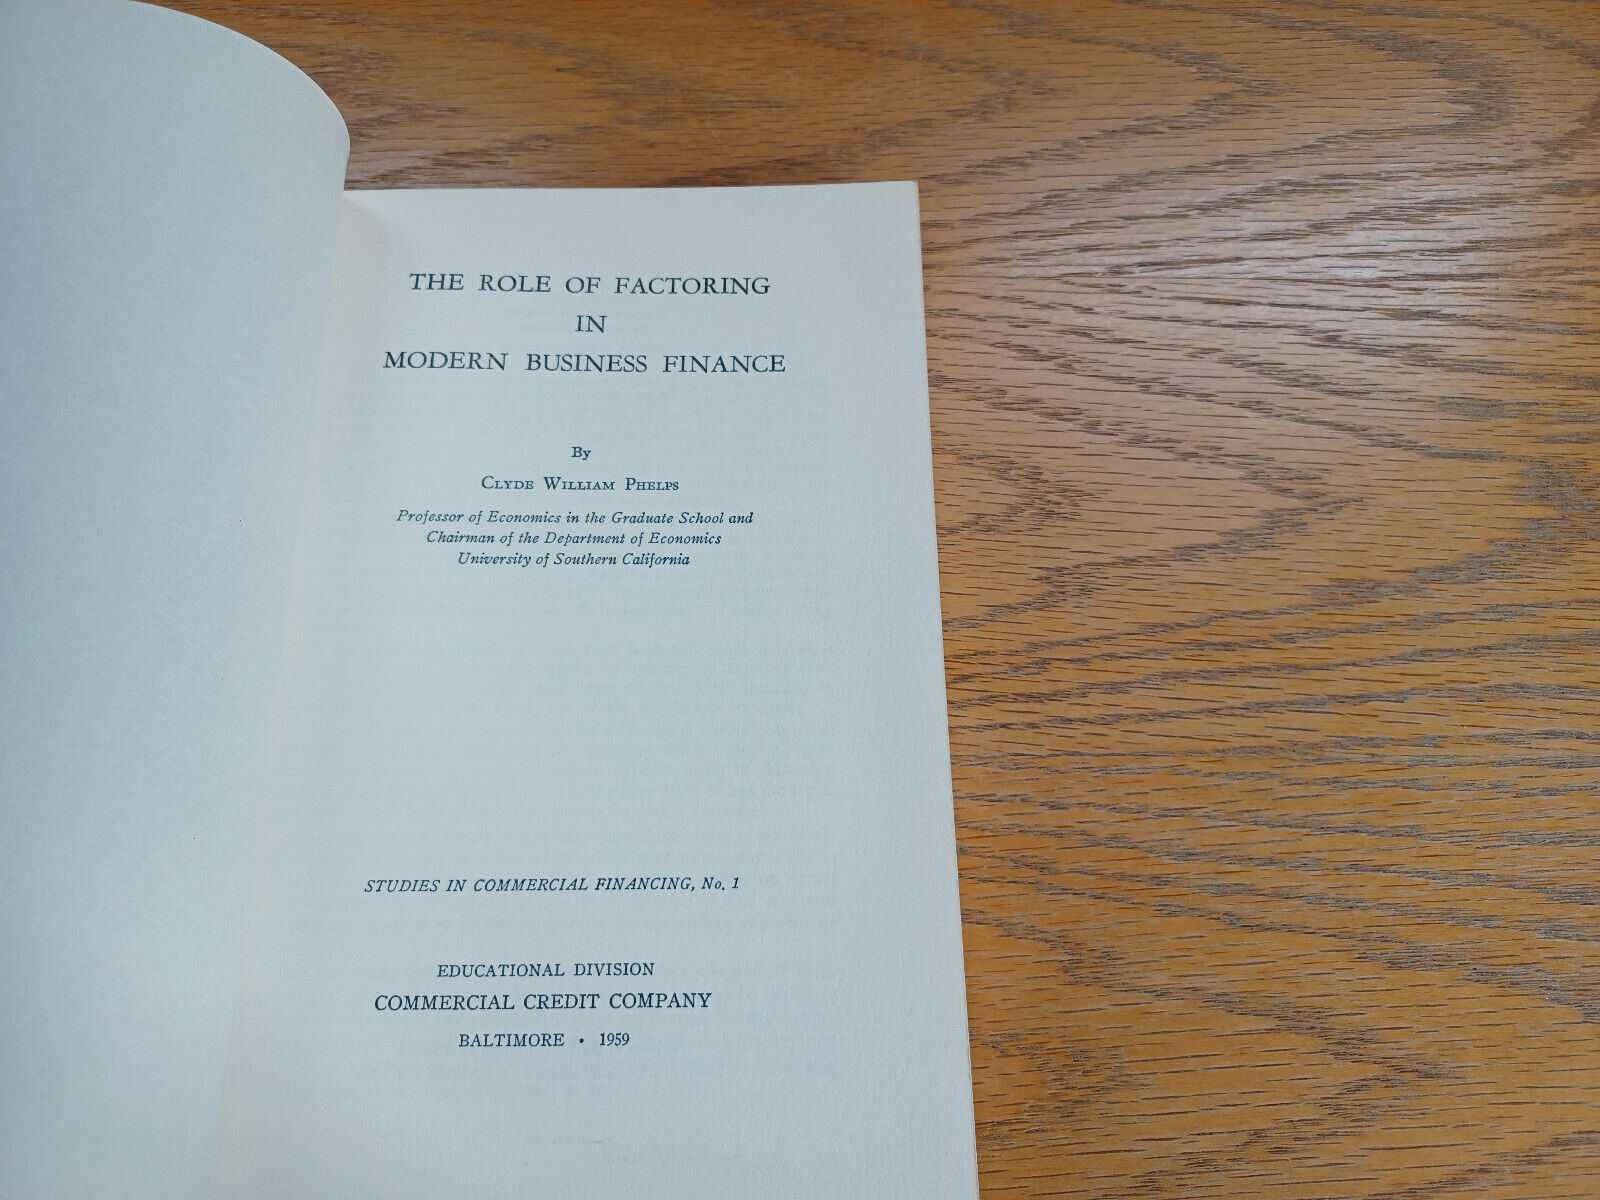 THE ROLE OF FACTORING
IN
MODERN BUSINESS FINANCE
By
CLYDE WILLIAM PHELPS
Professor of Economics in the Graduate School and
Chairman of the Department of Economics
University of Southern California
STUDIES IN COMMERCIAL FINANCING, No. 1
EDUCATIONAL DIVISION
COMMERCIAL CREDIT COMPANY
BALTIMORE • 1959